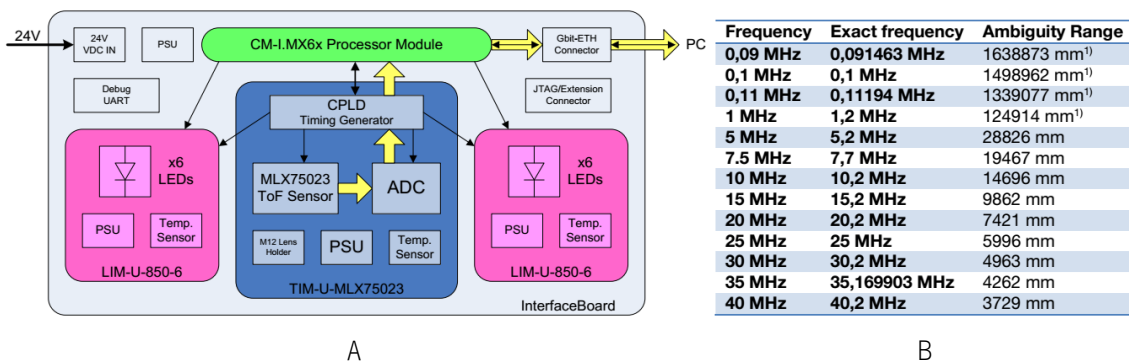 24V
24V
VDC IN
PSU
CM-I.MX6x Processor Module
Gbit-ETH
Connector
PC
Debug
UART
JTAG/Extension
Connector
CPLD
Timing Generator
x6
LEDs
PSU
Temp.
Sensor
LIM-U-850-6
MLX75023
ToF Sensor
ADC
M12 Lens
Holder
PSU
Temp.
Sensor
TIM-U-MLX75023
x6
LEDs
PSU
Temp.
Sensor
LIM-U-850-6
InterfaceBoard
A
Frequency Exact frequency Ambiguity Range
0,09 MHz 0,091463 MHz 1638873 mm¹⁾
0,1 MHz 0,1 MHz 1498962 mm¹⁾
0,11 MHz 0,11194 MHz 1339077 mm¹⁾
1 MHz 1,2 MHz 124914 mm¹⁾
5 MHz 5,2 MHz 28826 mm
7.5 MHz 7,7 MHz 19467 mm
10 MHz 10,2 MHz 14696 mm
15 MHz 15,2 MHz 9862 mm
20 MHz 20,2 MHz 7421 mm
25 MHz 25 MHz 5996 mm
30 MHz 30,2 MHz 4963 mm
35 MHz 35,169903 MHz 4262 mm
40 MHz 40,2 MHz 3729 mm
B